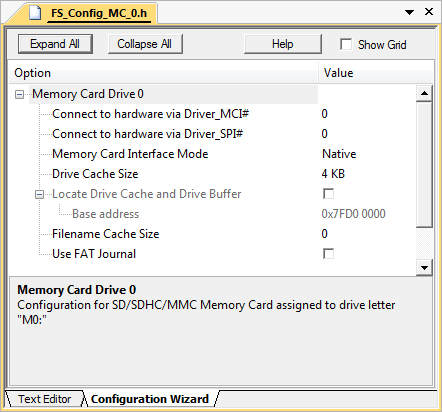 FS_Config_MC_0.h
Expand All Collapse All Help Show Grid
Option Value
Memory Card Drive 0
Connect to hardware via Driver_MCI# 0
Connect to hardware via Driver_SPI# 0
Memory Card Interface Mode Native
Drive Cache Size 4 KB
Locate Drive Cache and Drive Buffer
Base address 0x7FD0 0000
Filename Cache Size 0
Use FAT Journal
Memory Card Drive 0
Configuration for SD/SDHC/MMC Memory Card assigned to drive letter
"M0:"
Text Editor Configuration Wizard